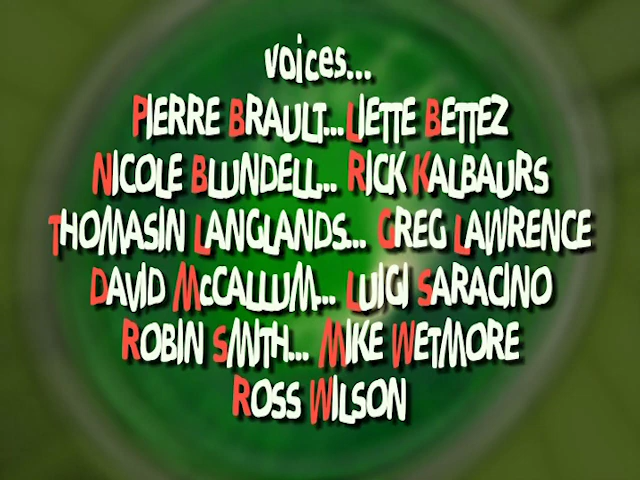 voices...
PIERRE BRAULT...LIETTE BETTEZ
NICOLE BLUNDELL... RICK KALBAURS
THOMASIN LANGLANDS... GREG LAWRENCE
DAVID McCALLUM... LUIGI SARACINO
ROBIN SMITH... MIKE WETMORE
ROSS WILSON